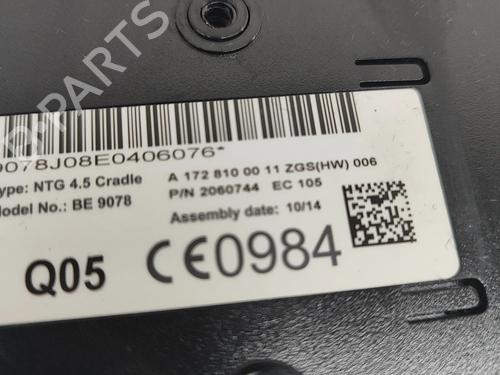 9078J08E0406076*
ype: NTG 4.5 Cradle
A 172 810 00 11 ZGS(HW) 006
P/N 2060744 EC 105
Model No.: BE 9078
Assembly date: 10/14
Q05 CE0984